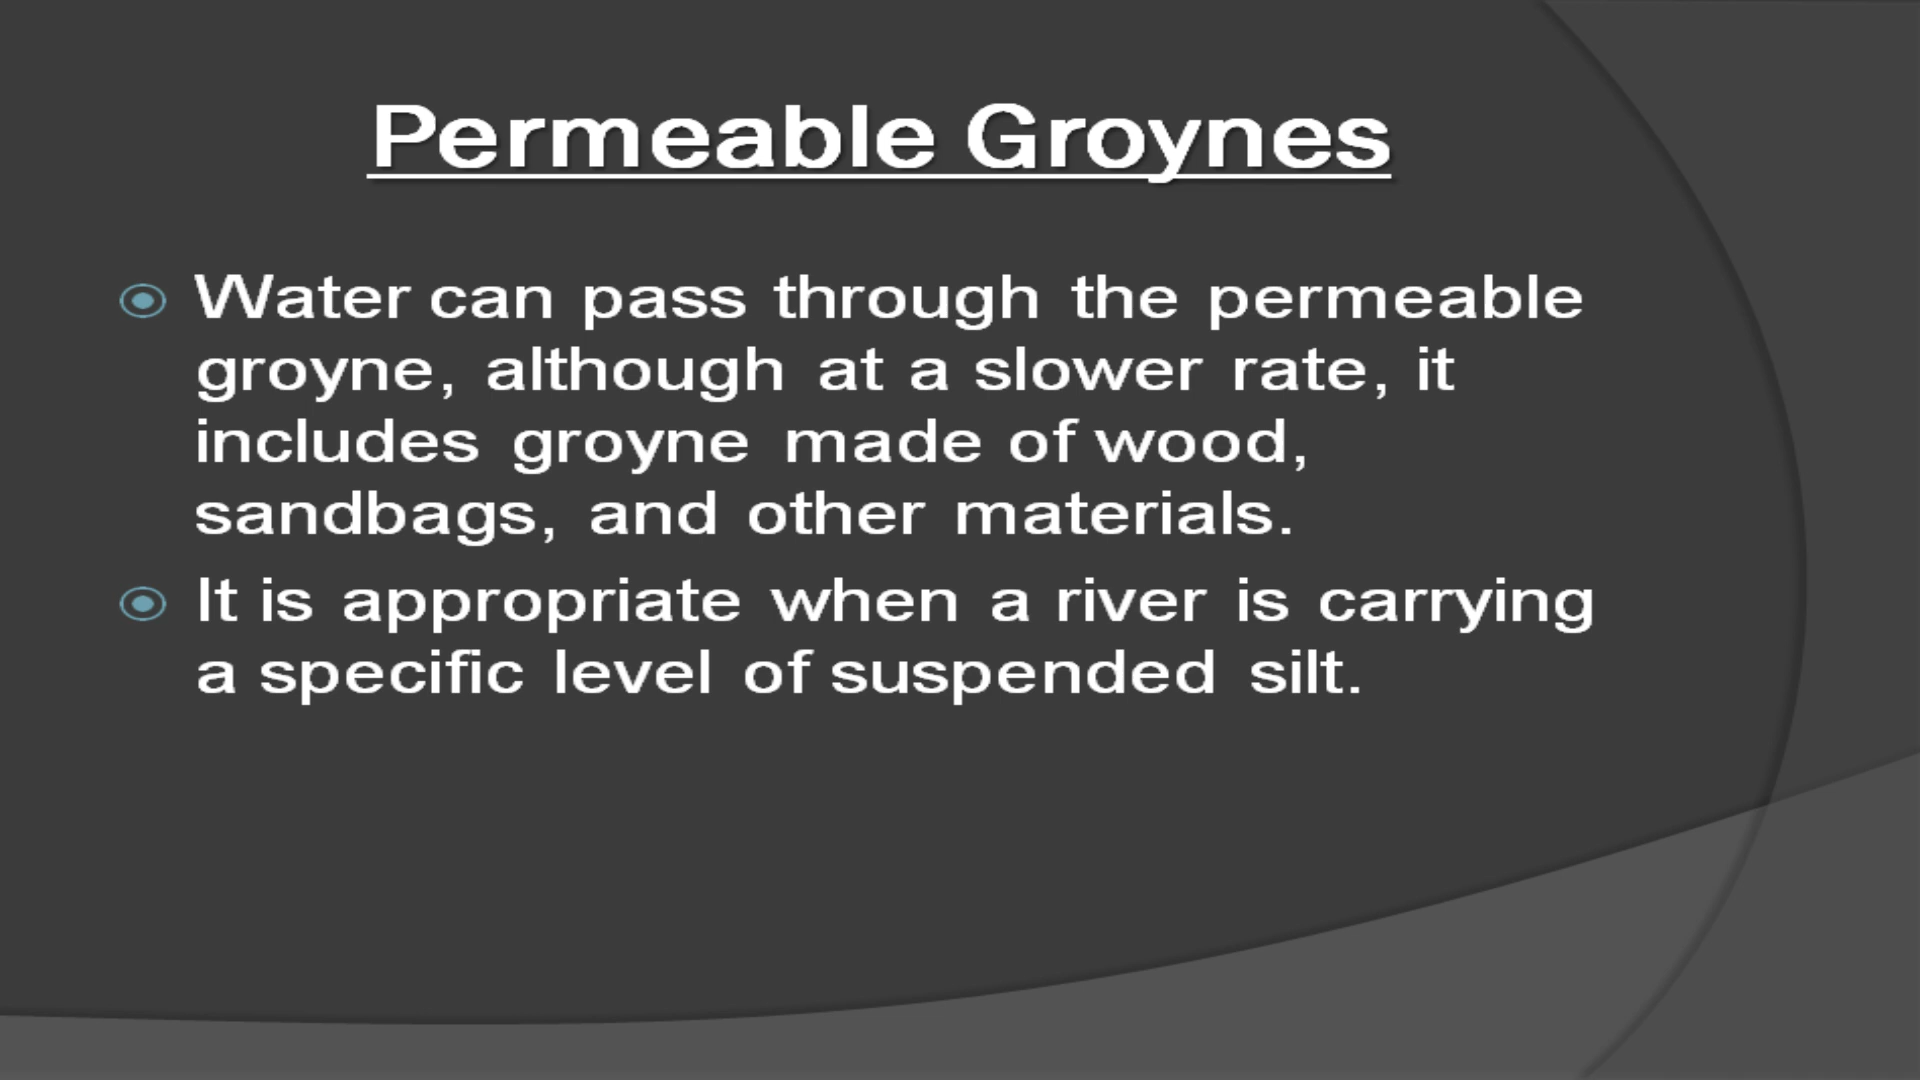 Permeable Groynes
Water can pass through the permeable
groyne, although at a slower rate, it
includes groyne made of wood,
sandbags, and other materials.
It is appropriate when a river is carrying
a specific level of suspended silt.